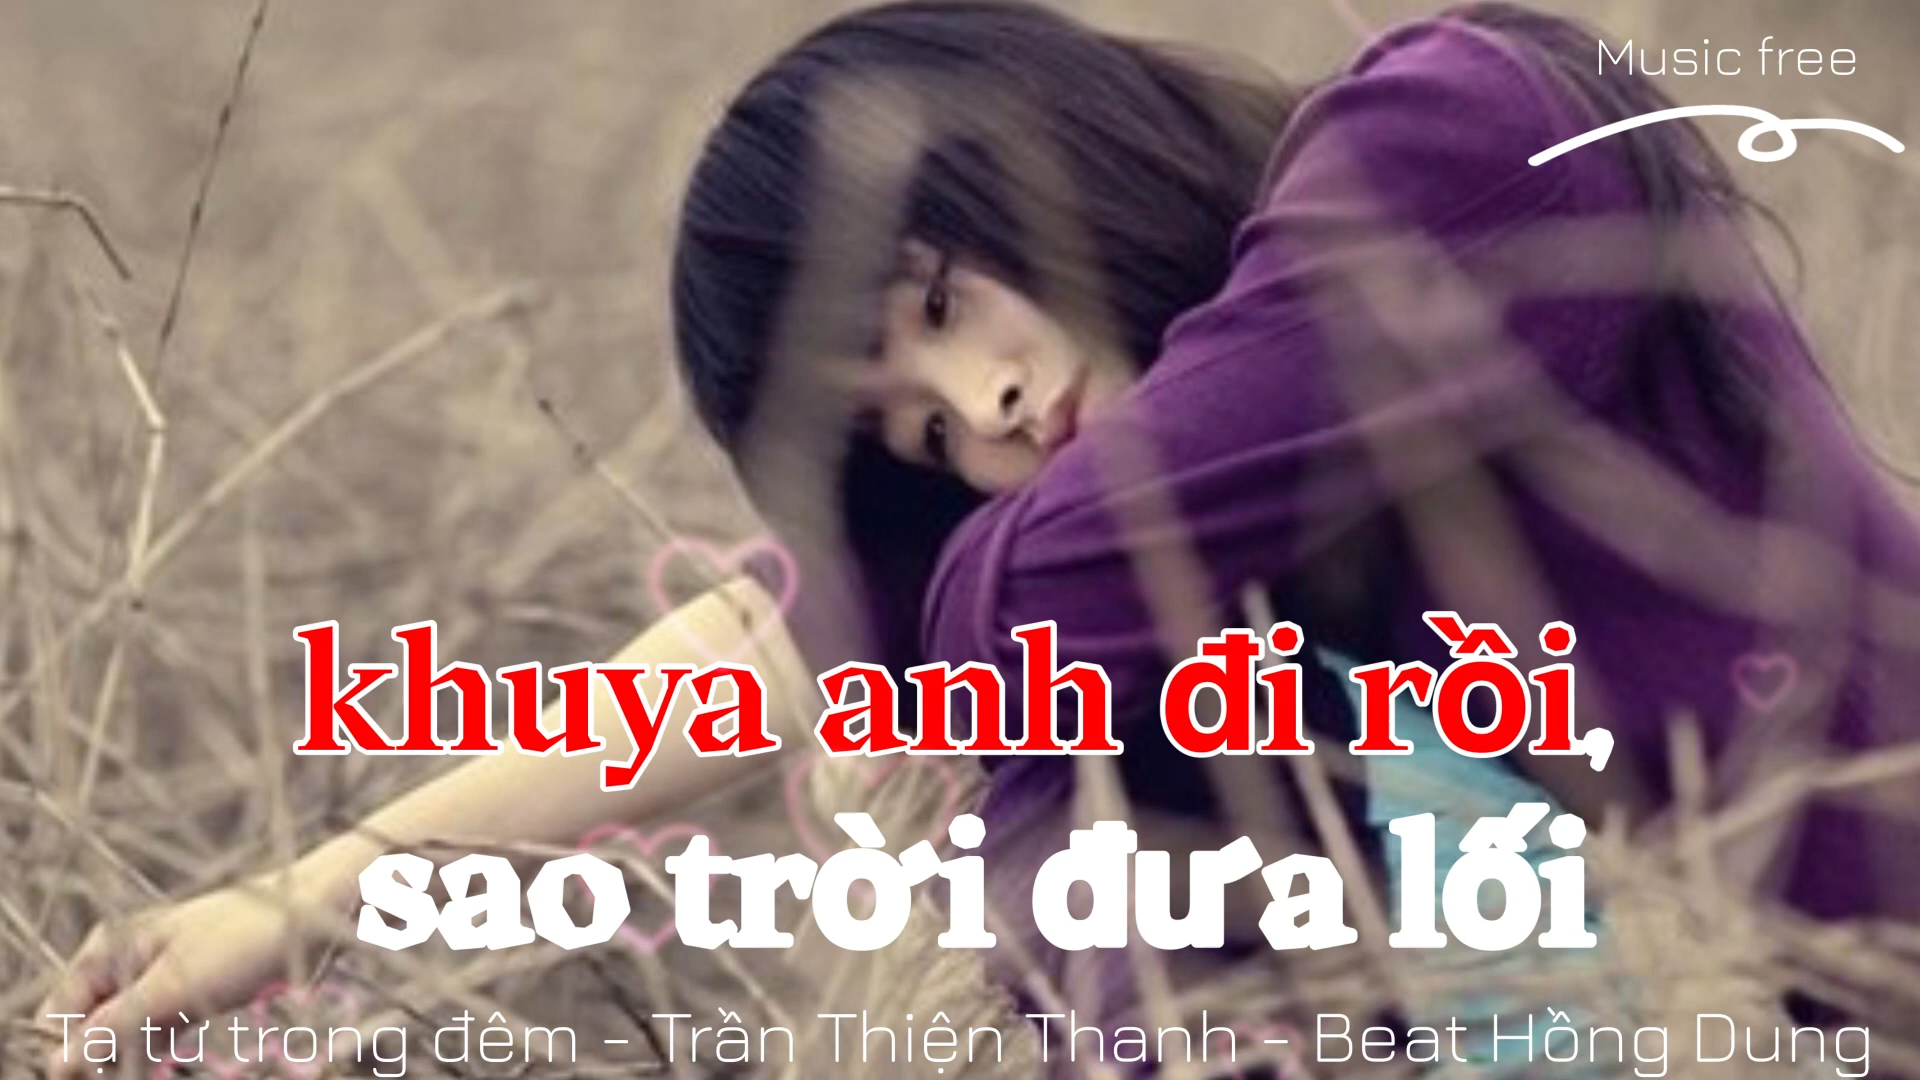 Music free
khuya anh đi rồi,
sao trời đưa lối
Tạ từ trong đêm - Trần Thiện Thanh - Beat Hồng Dung